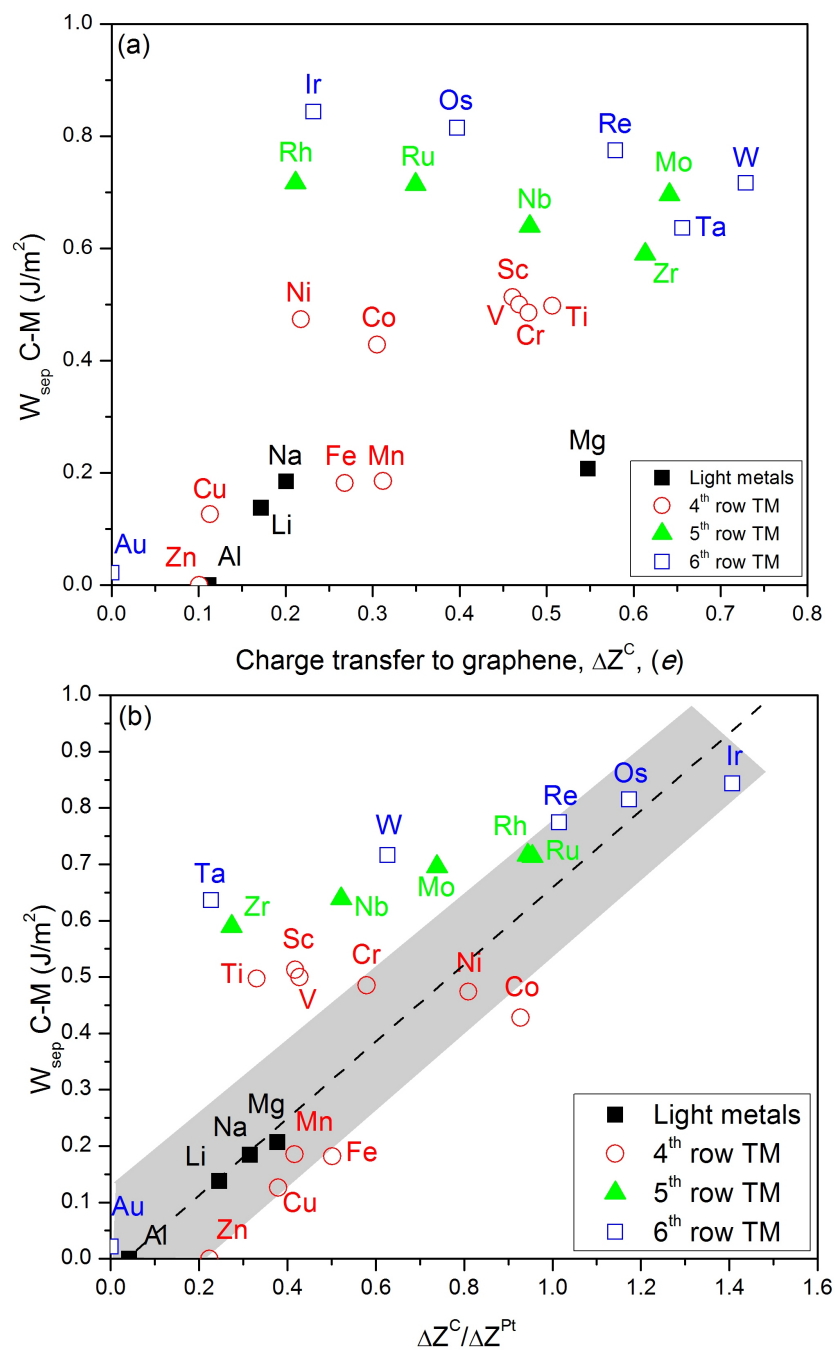 (a)
1.0
0.8
0.6
0.4
0.2
0.0
W_sep C-M (J/m²)
Ir
Os
Re
W
Rh
Ru
Mo
Nb
Ta
Zr
Sc
Ni
Co
V
Cr
Ti
Na
Fe
Mn
Mg
Cu
Li
Au
Zn
Al
Light metals
4th row TM
5th row TM
6th row TM
0.0 0.1 0.2 0.3 0.4 0.5 0.6 0.7 0.8
Charge transfer to graphene, ΔZ^C, (e)
(b)
1.0
0.9
0.8
0.7
0.6
0.5
0.4
0.3
0.2
0.1
0.0
W_sep C-M (J/m²)
Ir
Os
Re
W
Rh
Ru
Ta
Mo
Zr
Nb
Sc
Cr
Ti
V
Ni
Co
Mg
Mn
Na
Fe
Li
Cu
Au
Al
Zn
Light metals
4th row TM
5th row TM
6th row TM
0.0 0.2 0.4 0.6 0.8 1.0 1.2 1.4 1.6
ΔZ^C/ΔZ^Pt